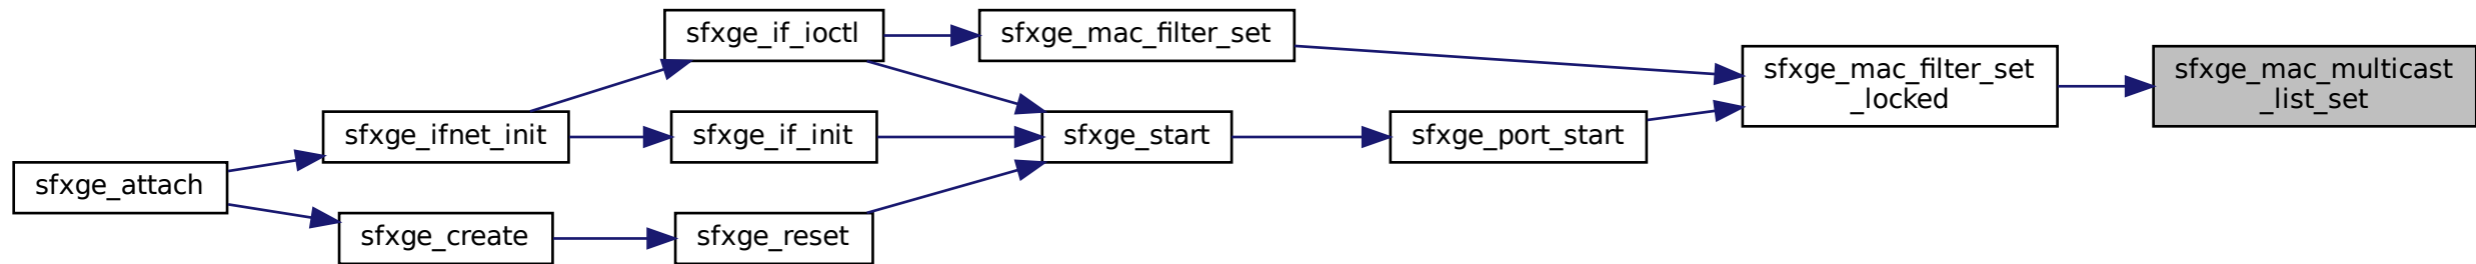 sfxge_if_ioctl
sfxge_mac_filter_set
sfxge_mac_filter_set
_locked
sfxge_mac_multicast
_list_set
sfxge_ifnet_init
sfxge_if_init
sfxge_start
sfxge_port_start
sfxge_attach
sfxge_create
sfxge_reset